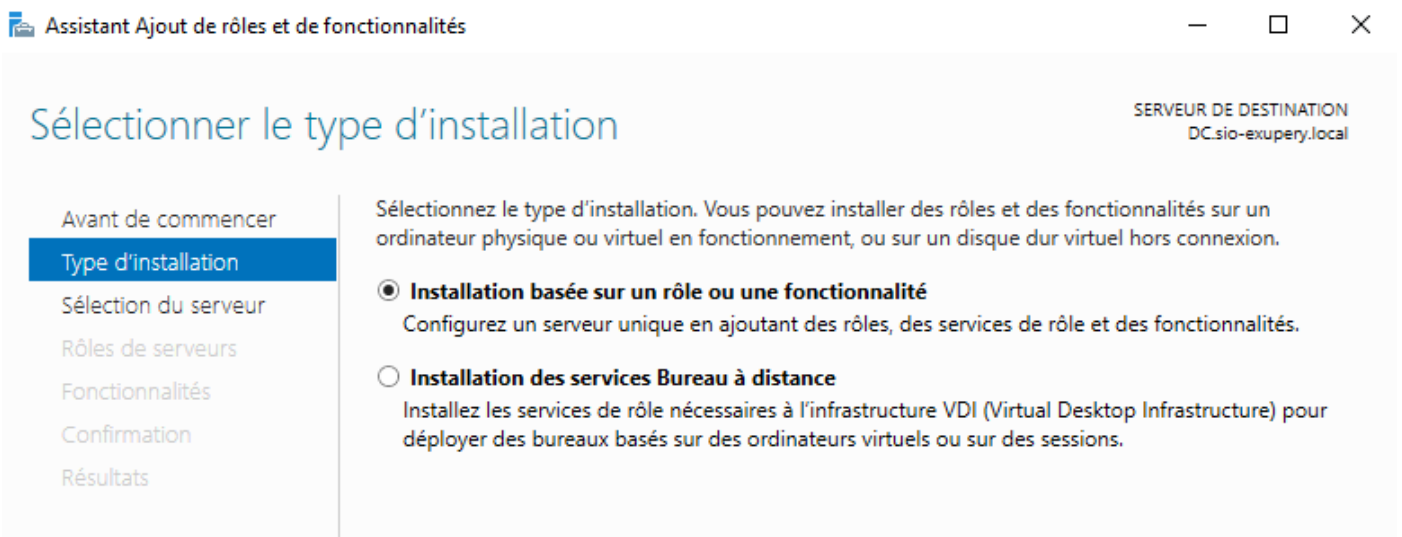 Assistant Ajout de rôles et de fonctionnalités
Sélectionner le type d'installation
SERVEUR DE DESTINATION
DC.sio-exupery.local
Avant de commencer
Type d'installation
Sélection du serveur
Rôles de serveurs
Fonctionnalités
Confirmation
Résultats
Sélectionnez le type d'installation. Vous pouvez installer des rôles et des fonctionnalités sur un
ordinateur physique ou virtuel en fonctionnement, ou sur un disque dur virtuel hors connexion.
Installation basée sur un rôle ou une fonctionnalité
Configurez un serveur unique en ajoutant des rôles, des services de rôle et des fonctionnalités.
Installation des services Bureau à distance
Installez les services de rôle nécessaires à l'infrastructure VDI (Virtual Desktop Infrastructure) pour
déployer des bureaux basés sur des ordinateurs virtuels ou sur des sessions.